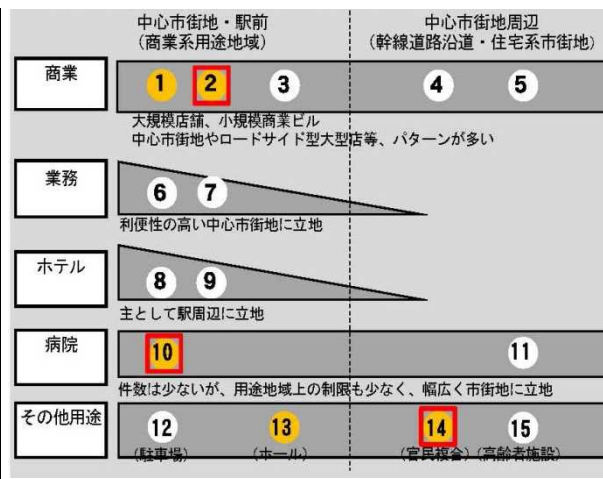 中心市街地・駅前
(商業系用途地域)
中心市街地周辺
(幹線道路沿道・住宅系市街地)
商業
1 2 3 4 5
大規模店舗、小規模商業ビル
中心市街地やロードサイド型大型店等、パターンが多い
業務
6 7
利便性の高い中心市街地に立地
ホテル
8 9
主として駅周辺に立地
病院
10 11
件数は少ないが、用途地域上の制限も少なく、幅広く市街地に立地
その他用途
12 13 14 15
(駐車場) (ホール) (官民複合) (高齢者施設)